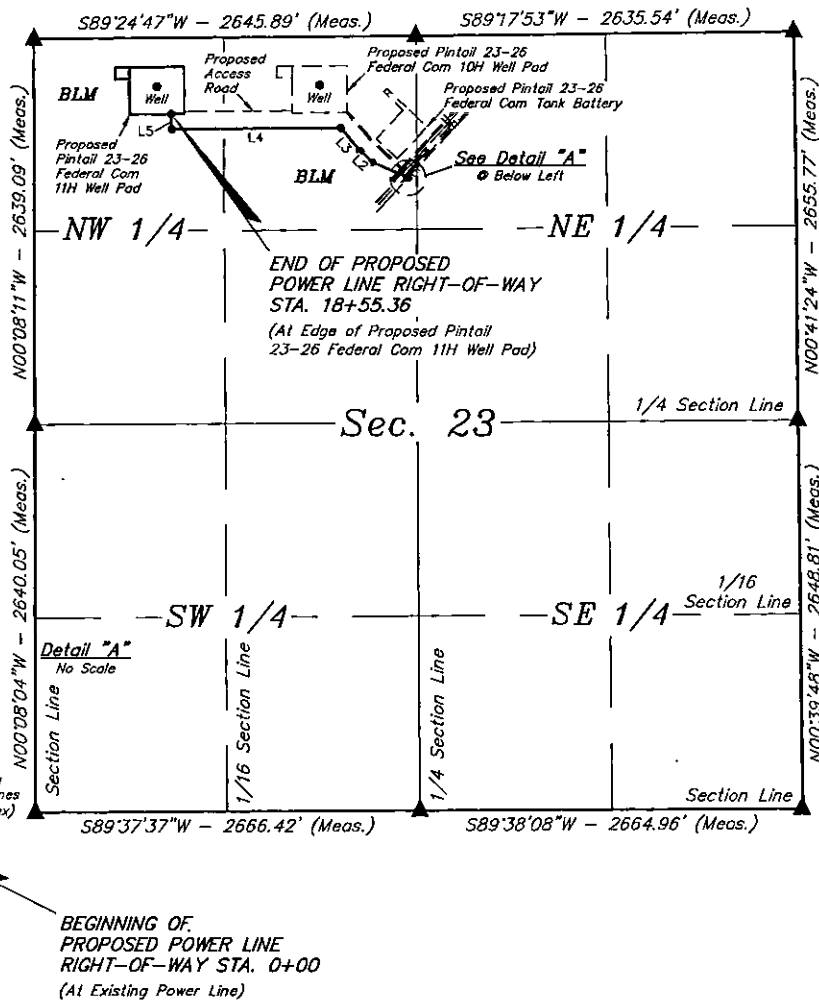 S89°24'47"W – 2645.89' (Meas.)
S89°17'53"W – 2635.54' (Meas.)
N00°08'11"W – 2639.09' (Meas.)
N00°41'24"W – 2655.77' (Meas.)
BLM
Well
Proposed
Access
Road
Proposed Pintail 23-26
Federal Com 10H Well Pad
Well
Proposed Pintail 23-26
Federal Com Tank Battery
Proposed
Pintail 23-26
Federal Com
11H Well Pad
L5
L4
L3
L2
BLM
See Detail "A"
@ Below Left
NW 1/4
NE 1/4
END OF PROPOSED
POWER LINE RIGHT-OF-WAY
STA. 18+55.36
(At Edge of Proposed Pintail
23-26 Federal Com 11H Well Pad)
Sec. 23
1/4 Section Line
N00°08'04"W – 2640.05' (Meas.)
N00°39'48"W – 2648.81' (Meas.)
SW 1/4
SE 1/4
1/16
Section Line
Detail "A"
No Scale
Section Line
1/16 Section Line
1/4 Section Line
Section Line
S89°37'37"W – 2666.42' (Meas.)
S89°38'08"W – 2664.96' (Meas.)
BEGINNING OF
PROPOSED POWER LINE
RIGHT-OF-WAY STA. 0+00
(At Existing Power Line)